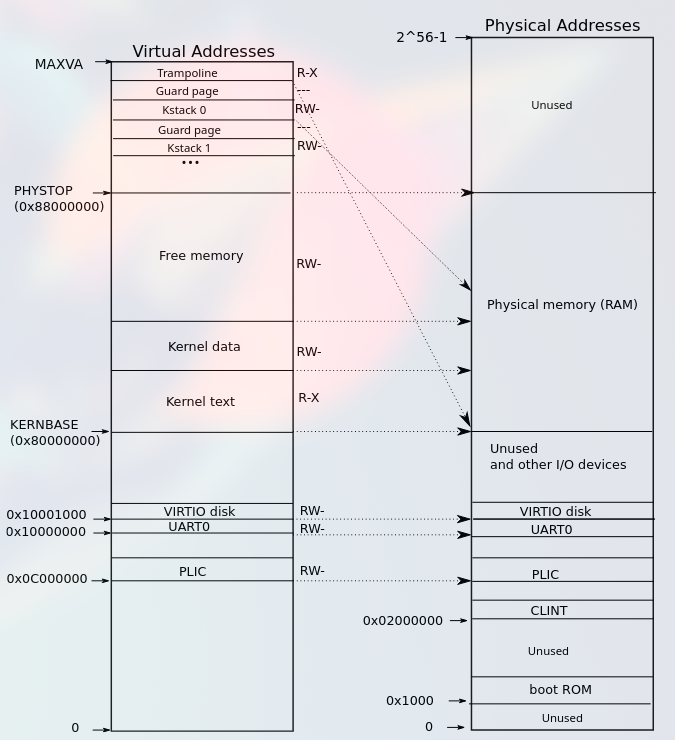 Physical Addresses
2^56-1
Virtual Addresses
MAXVA
Trampoline
R-X
Guard page
---
Unused
Kstack 0
RW-
Guard page
---
Kstack 1
RW-
...
PHYSTOP
(0x88000000)
Free memory
RW-
Physical memory (RAM)
Kernel data
RW-
Kernel text
R-X
KERNBASE
(0x80000000)
Unused
and other I/O devices
0x10001000
VIRTIO disk
RW-
VIRTIO disk
0x10000000
UART0
RW-
UART0
0x0C000000
PLIC
RW-
PLIC
CLINT
0x02000000
Unused
boot ROM
0x1000
Unused
0
0